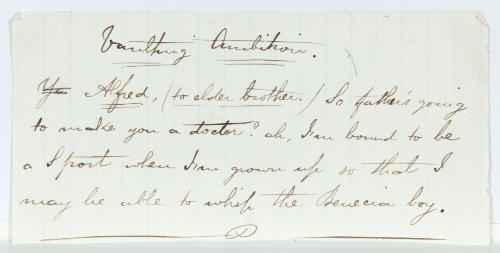 Vaulting Ambition.
Ye Alfred, (to elder brother.) So father's going
to make you a doctor? ah, I'm bound to be
a Sport when I'm grown up so that I
may be able to whip the Benecia boy.